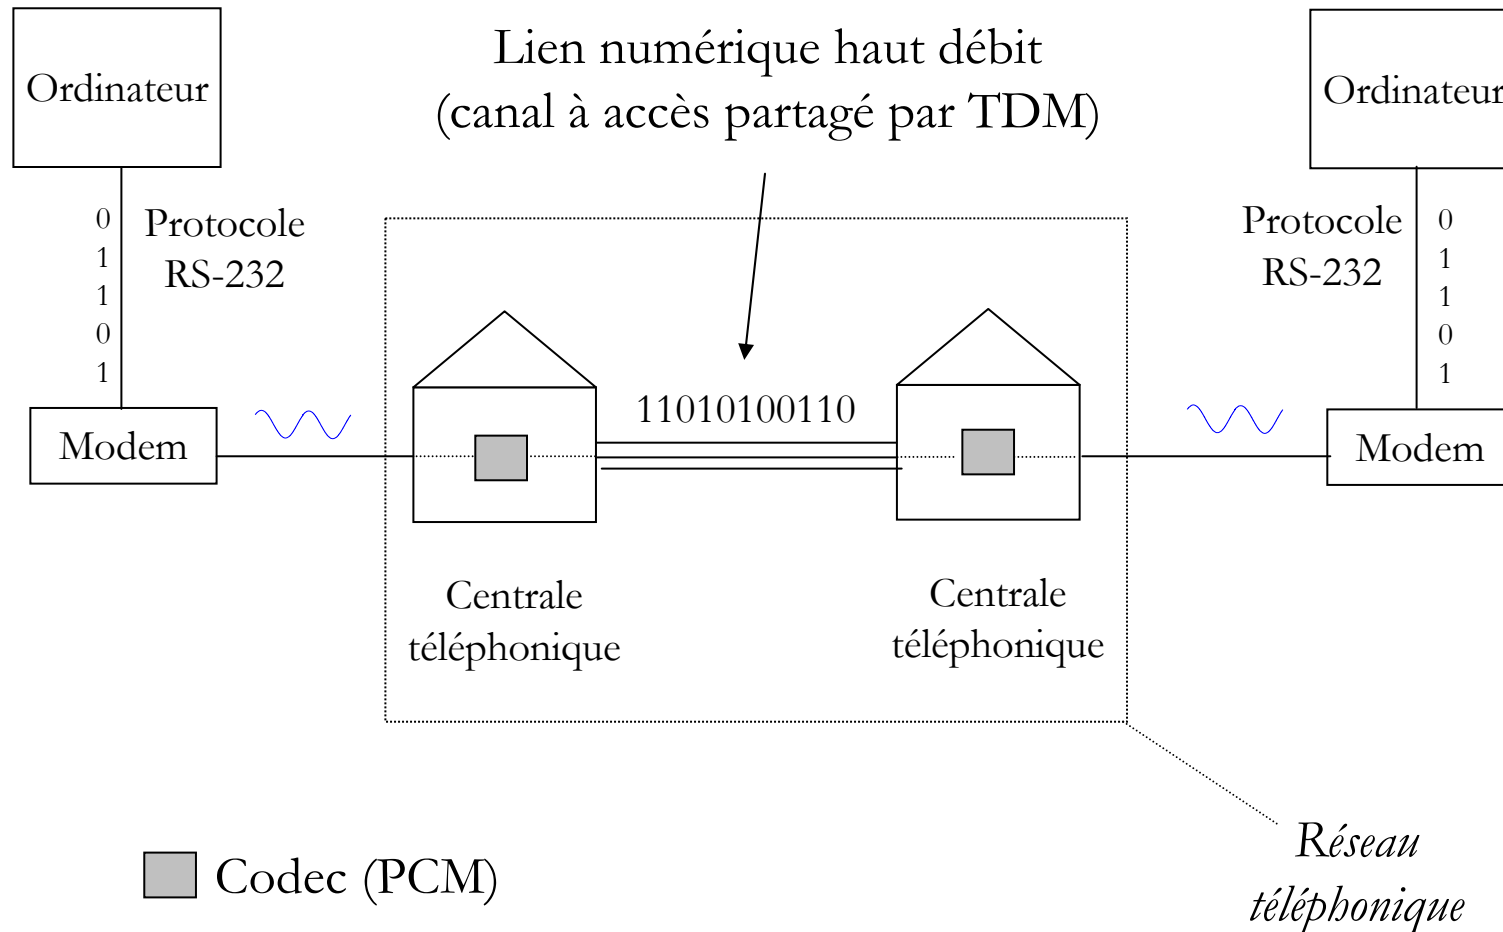 Ordinateur
Lien numérique haut débit
(canal à accès partagé par TDM)
Ordinateur
0
1
1
0
1
Protocole
RS-232
Protocole
RS-232
0
1
1
0
1
Modem
11010100110
Modem
Centrale
téléphonique
Centrale
téléphonique
Codec (PCM)
Réseau
téléphonique